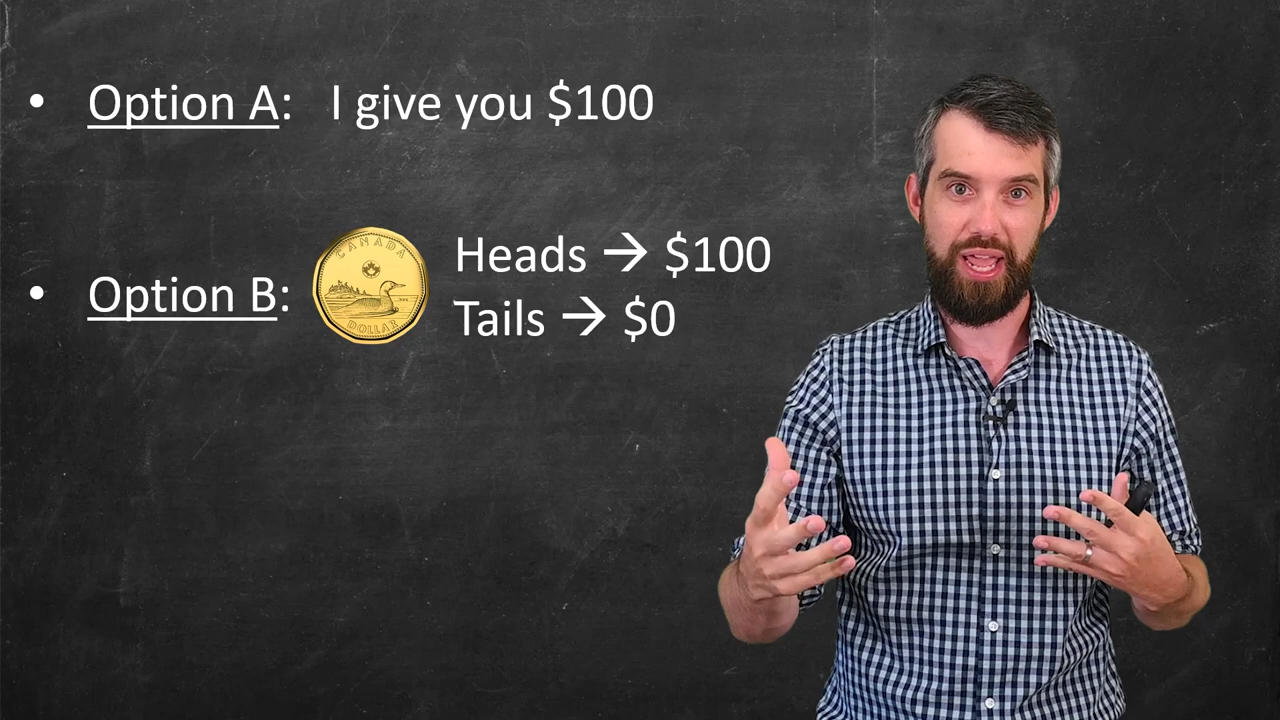 • Option A: I give you $100
CANADA
Heads → $100
• Option B:
Tails → $0
DOLLAR